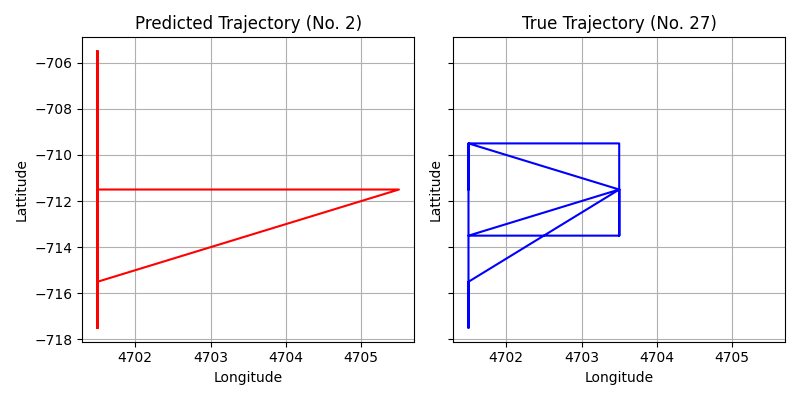 Predicted Trajectory (No. 2)
True Trajectory (No. 27)
−706
−708
−710
−712
−714
−716
−718
Lattitude
Lattitude
4702
4703
4704
4705
4702
4703
4704
4705
Longitude
Longitude